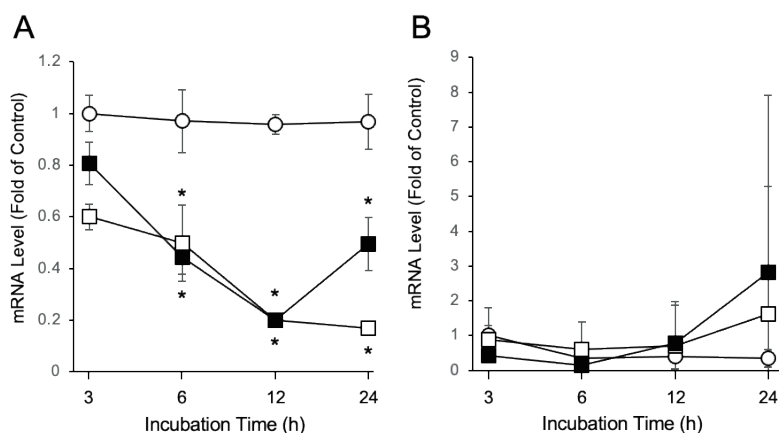 A
mRNA Level (Fold of Control)
1.2
1
0.8
0.6
0.4
0.2
0
*
*
*
*
*
*
3 6 12 24
Incubation Time (h)
B
mRNA Level (Fold of Control)
9
8
7
6
5
4
3
2
1
0
3 6 12 24
Incubation Time (h)